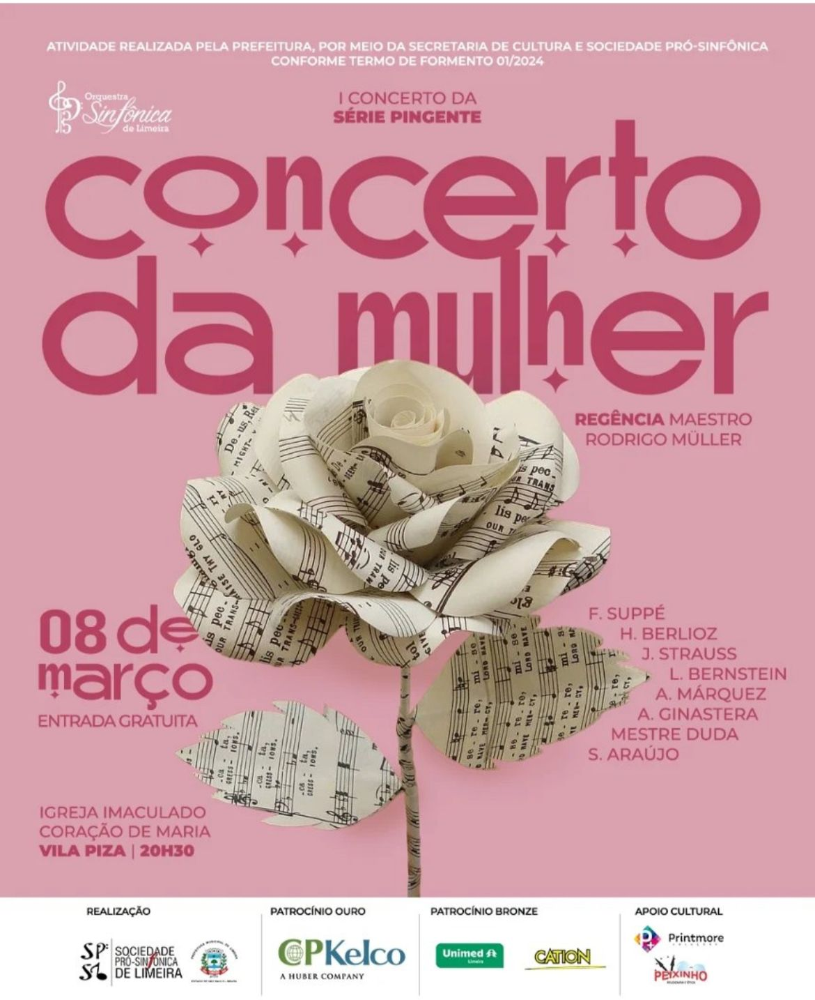 ATIVIDADE REALIZADA PELA PREFEITURA, POR MEIO DA SECRETARIA DE CULTURA E SOCIEDADE PRÓ-SINFÔNICA
CONFORME TERMO DE FORMENTO 01/2024
Orquestra
Sinfônica
de Limeira
I CONCERTO DA
SÉRIE PINGENTE
concerto
da mulher
REGÊNCIA MAESTRO
RODRIGO MÜLLER
08 de
março
ENTRADA GRATUITA
F. SUPPÉ
H. BERLIOZ
J. STRAUSS
L. BERNSTEIN
A. MÁRQUEZ
A. GINASTERA
MESTRE DUDA
S. ARAÚJO
IGREJA IMACULADO
CORAÇÃO DE MARIA
VILA PIZA | 20H30
REALIZAÇÃO
SOCIEDADE
PRÓ-SINFÔNICA
DE LIMEIRA
PATROCÍNIO OURO
CPKelco
A HUBER COMPANY
PATROCÍNIO BRONZE
Unimed
Limeira
CATION
APOIO CULTURAL
Printmore
PEIXINHO